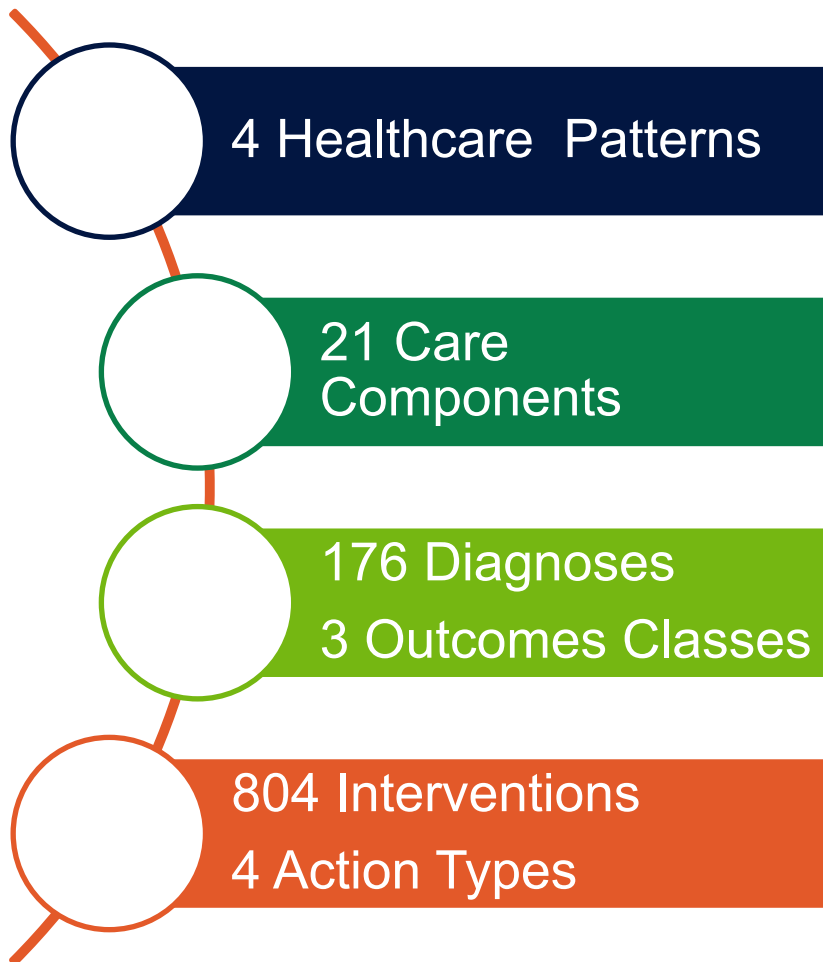 4 Healthcare  Patterns
21 Care
Components
176 Diagnoses
3 Outcomes Classes
804 Interventions
4 Action Types